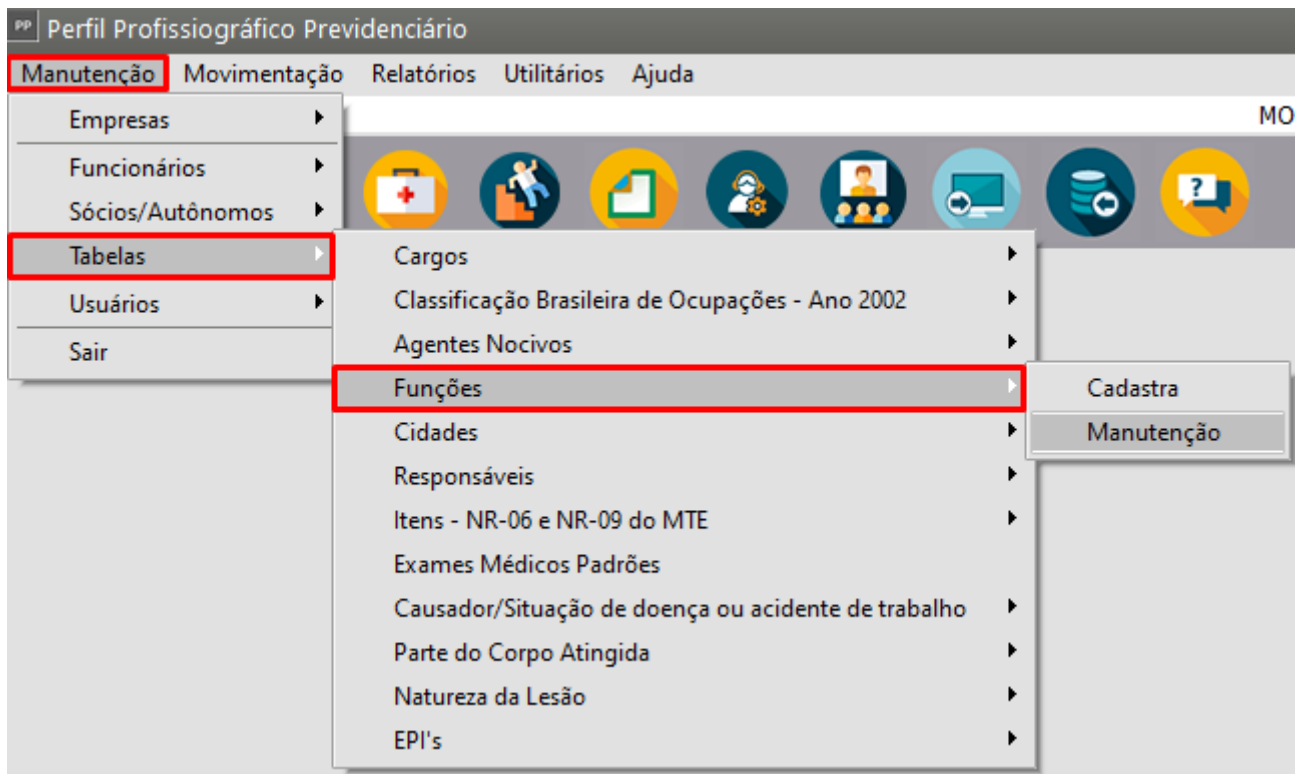 PP Perfil Profissiográfico Previdenciário
Manutenção Movimentação Relatórios Utilitários Ajuda
MO
Empresas
Funcionários
Sócios/Autônomos
Tabelas
Usuários
Sair
Cargos
Classificação Brasileira de Ocupações - Ano 2002
Agentes Nocivos
Funções
Cidades
Responsáveis
Itens - NR-06 e NR-09 do MTE
Exames Médicos Padrões
Causador/Situação de doença ou acidente de trabalho
Parte do Corpo Atingida
Natureza da Lesão
EPI's
Cadastra
Manutenção
?